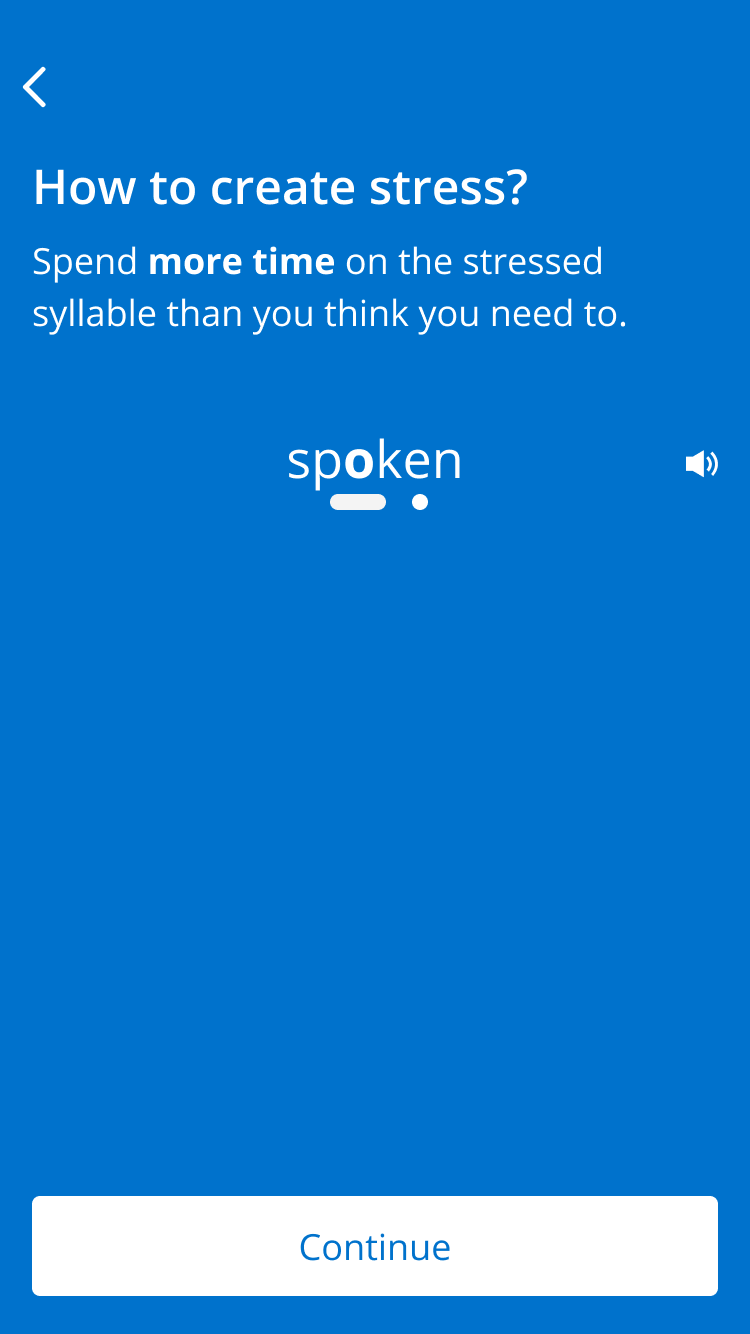 How to create stress?
Spend more time on the stressed
syllable than you think you need to.
spoken
Continue